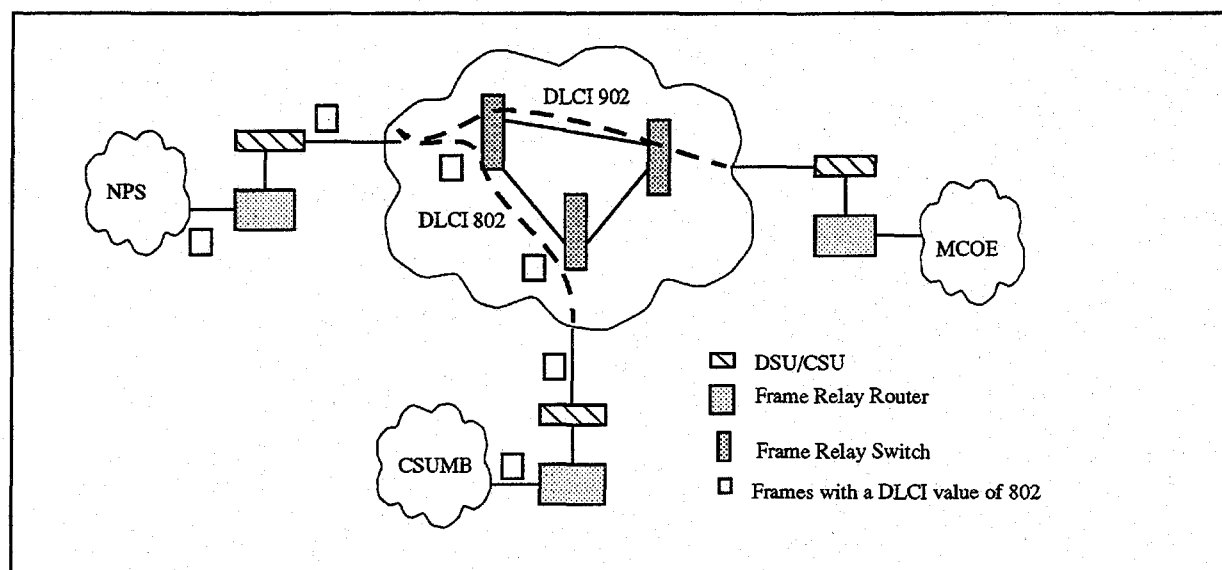 DLCI 902
NPS
DLCI 802
MCOE
DSU/CSU
Frame Relay Router
CSUMB
Frame Relay Switch
Frames with a DLCI value of 802